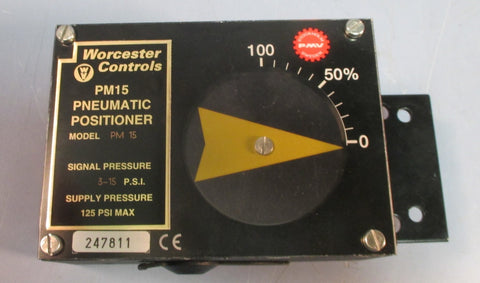 Worcester
Controls
PM15
PNEUMATIC
POSITIONER
MODEL PM 15
SIGNAL PRESSURE
3-15 P.S.I.
SUPPLY PRESSURE
125 PSI MAX
247811
CE
PMV
100
50%
0